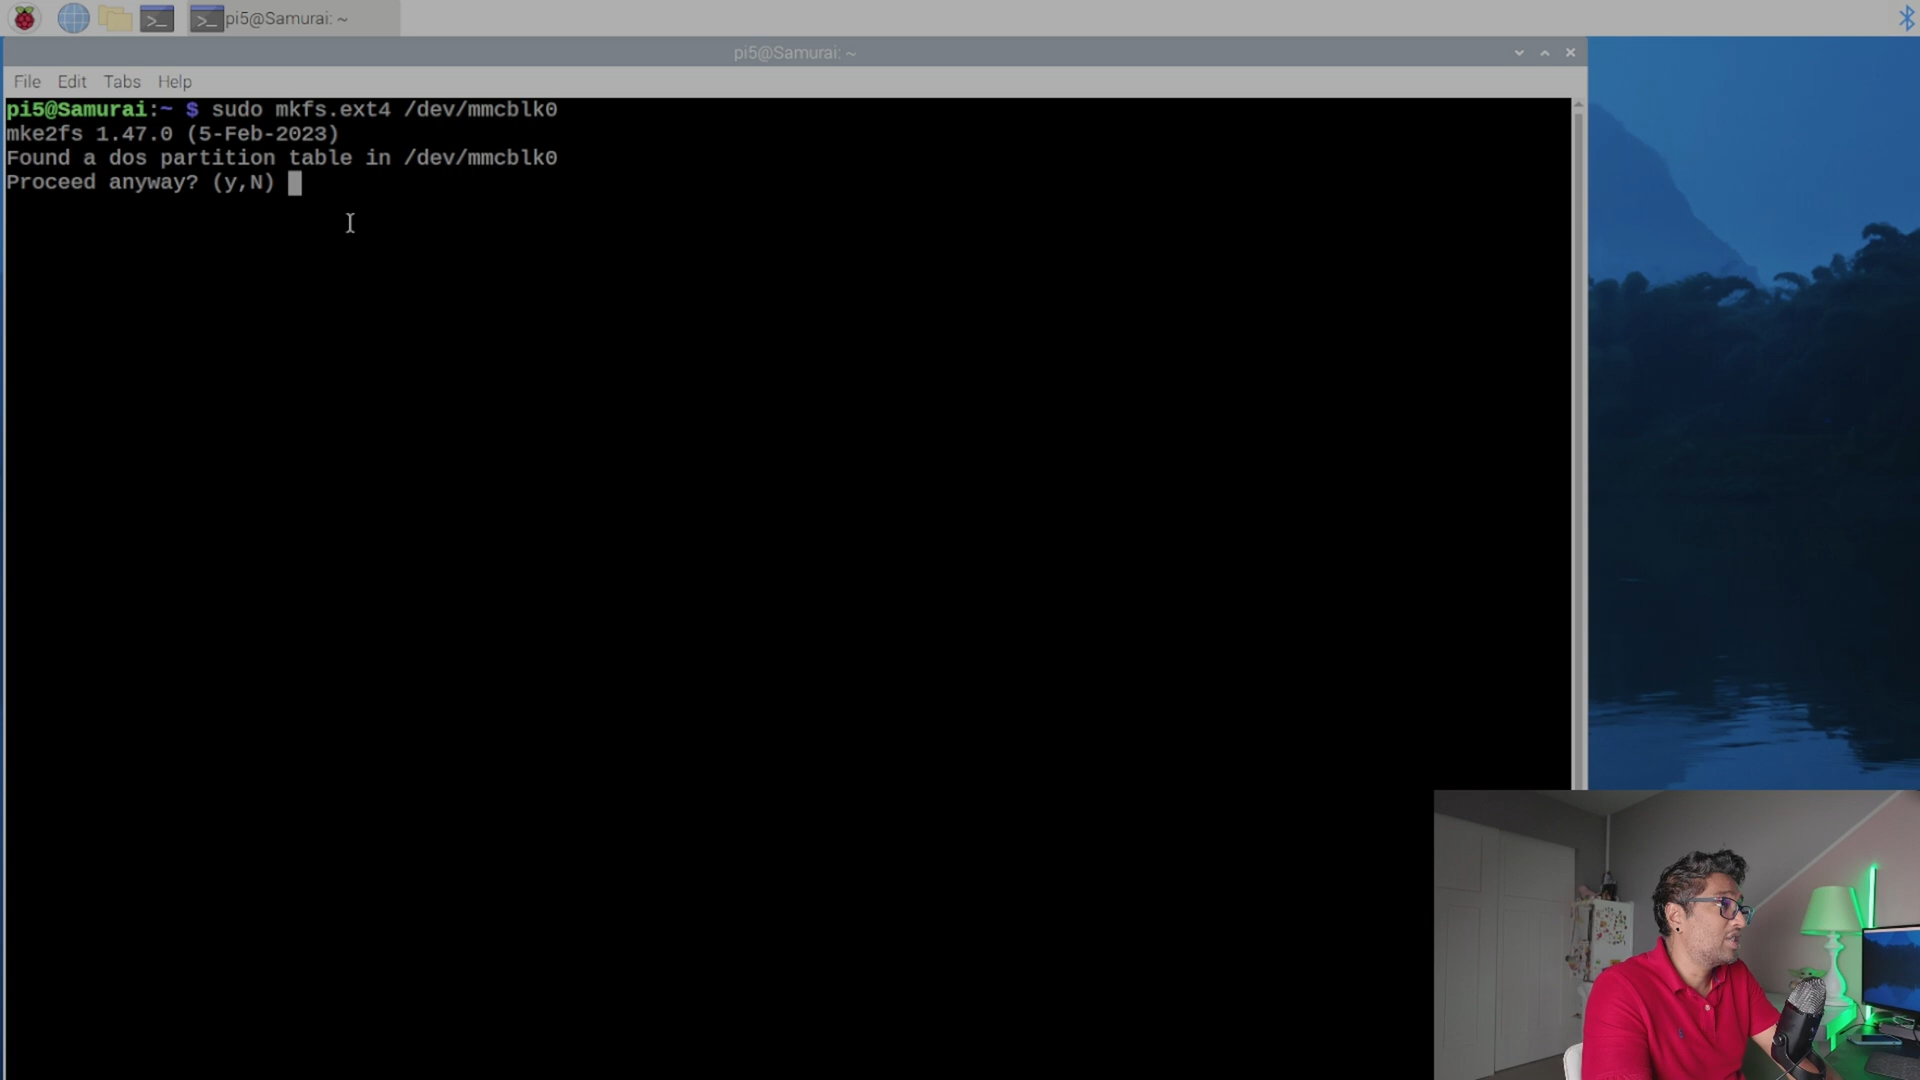 pi5@Samurai: ~
pi5@Samurai: ~
File Edit Tabs Help
pi5@Samurai:~ $ sudo mkfs.ext4 /dev/mmcblk0
mke2fs 1.47.0 (5-Feb-2023)
Found a dos partition table in /dev/mmcblk0
Proceed anyway? (y,N)